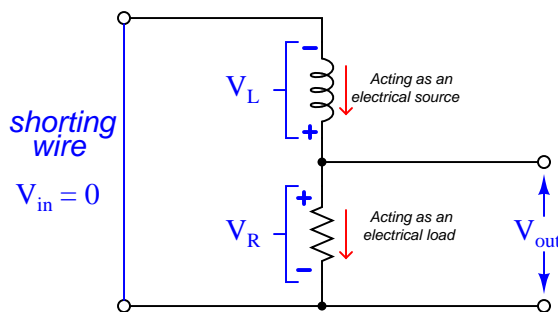 shorting
wire
V_in = 0
V_L
−
+
Acting as an
electrical source
V_R
+
−
Acting as an
electrical load
V_out